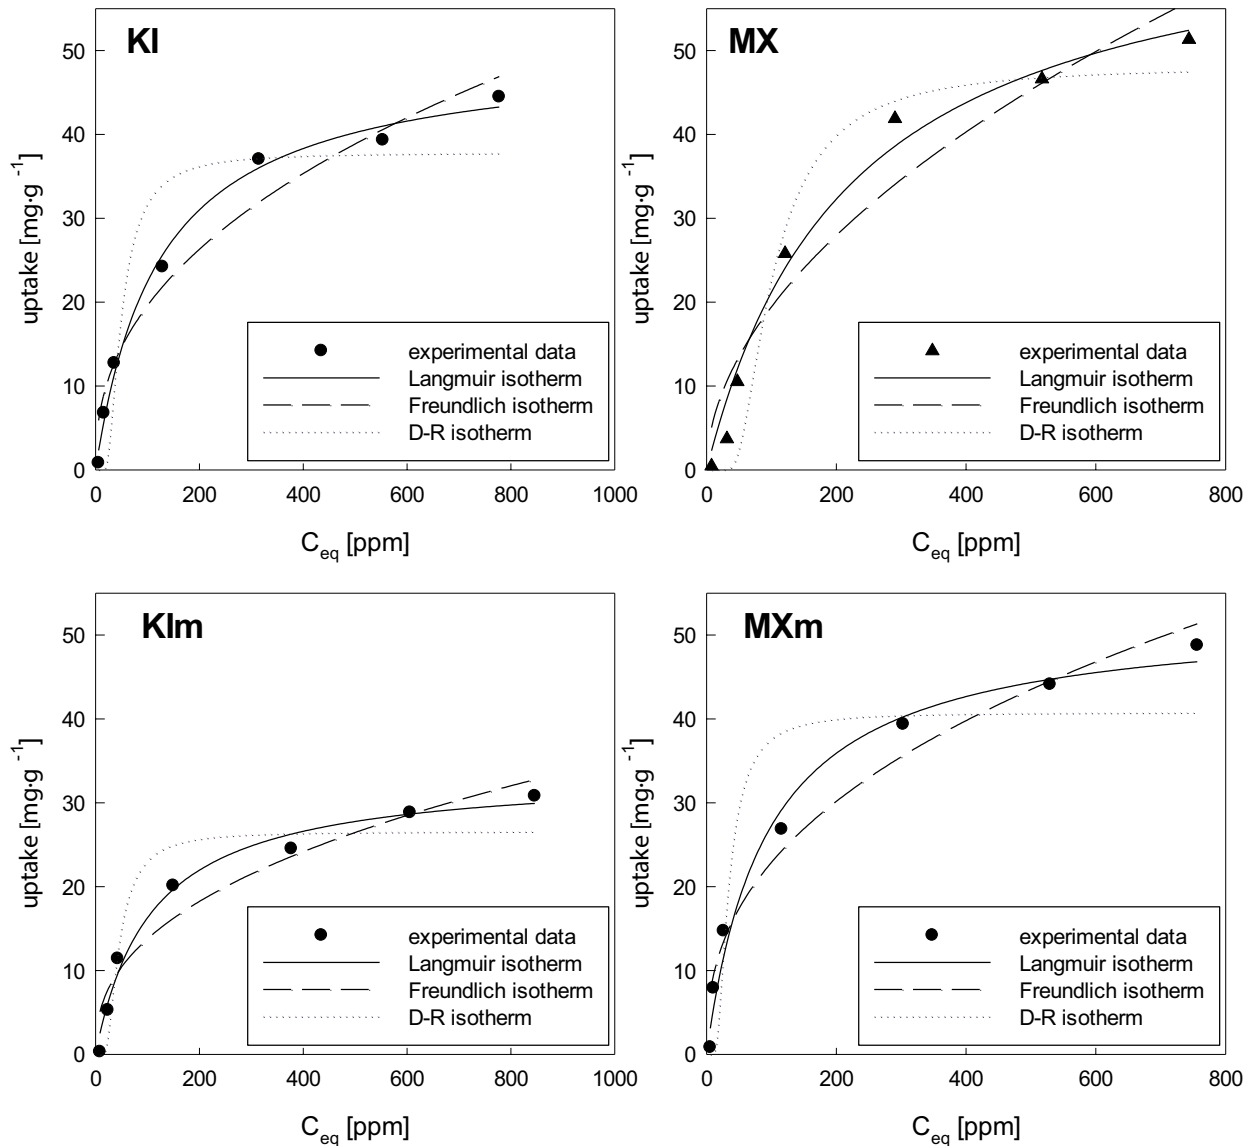 KI
uptake [mg·g⁻¹]
50
40
30
20
10
0
experimental data
Langmuir isotherm
Freundlich isotherm
D-R isotherm
0 200 400 600 800 1000
C_eq [ppm]
MX
uptake [mg·g⁻¹]
50
40
30
20
10
0
experimental data
Langmuir isotherm
Freundlich isotherm
D-R isotherm
0 200 400 600 800
C_eq [ppm]
KIm
uptake [mg·g⁻¹]
50
40
30
20
10
0
experimental data
Langmuir isotherm
Freundlich isotherm
D-R isotherm
0 200 400 600 800 1000
C_eq [ppm]
MXm
uptake [mg·g⁻¹]
50
40
30
20
10
0
experimental data
Langmuir isotherm
Freundlich isotherm
D-R isotherm
0 200 400 600 800
C_eq [ppm]